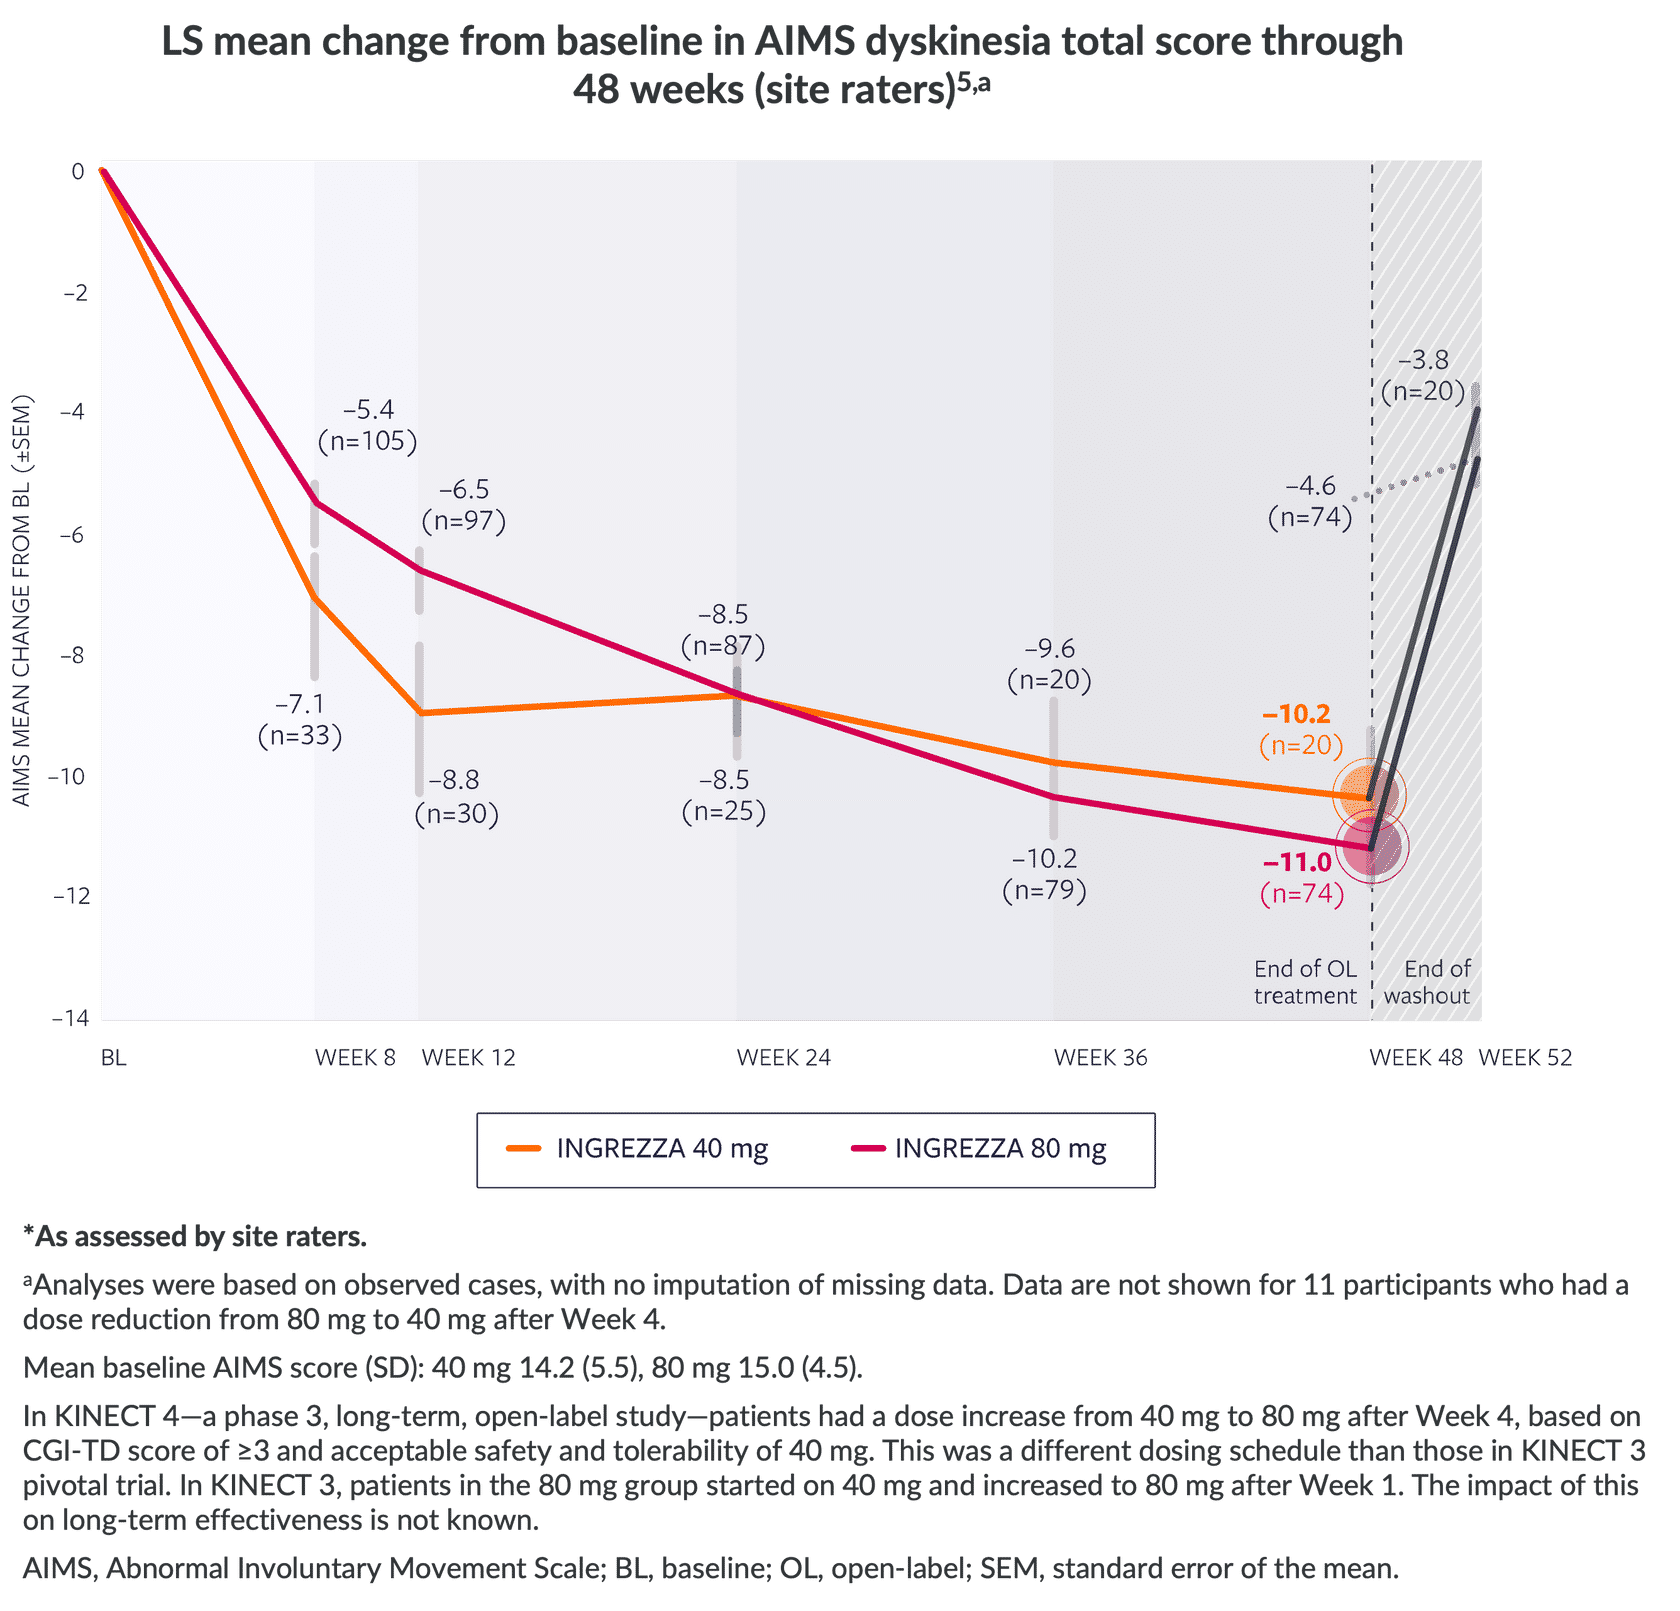 LS mean change from baseline in AIMS dyskinesia total score through
48 weeks (site raters)5,a
AIMS MEAN CHANGE FROM BL (±SEM)
0
–2
–4
–6
–8
–10
–12
–14
–5.4
(n=105)
–6.5
(n=97)
–7.1
(n=33)
–8.8
(n=30)
–8.5
(n=87)
–8.5
(n=25)
–9.6
(n=20)
–10.2
(n=79)
–10.2
(n=20)
–11.0
(n=74)
–3.8
(n=20)
–4.6
(n=74)
End of OL
treatment
End of
washout
BL
WEEK 8
WEEK 12
WEEK 24
WEEK 36
WEEK 48
WEEK 52
INGREZZA 40 mg
INGREZZA 80 mg
*As assessed by site raters.
aAnalyses were based on observed cases, with no imputation of missing data. Data are not shown for 11 participants who had a
dose reduction from 80 mg to 40 mg after Week 4.
Mean baseline AIMS score (SD): 40 mg 14.2 (5.5), 80 mg 15.0 (4.5).
In KINECT 4—a phase 3, long-term, open-label study—patients had a dose increase from 40 mg to 80 mg after Week 4, based on
CGI-TD score of ≥3 and acceptable safety and tolerability of 40 mg. This was a different dosing schedule than those in KINECT 3
pivotal trial. In KINECT 3, patients in the 80 mg group started on 40 mg and increased to 80 mg after Week 1. The impact of this
on long-term effectiveness is not known.
AIMS, Abnormal Involuntary Movement Scale; BL, baseline; OL, open-label; SEM, standard error of the mean.